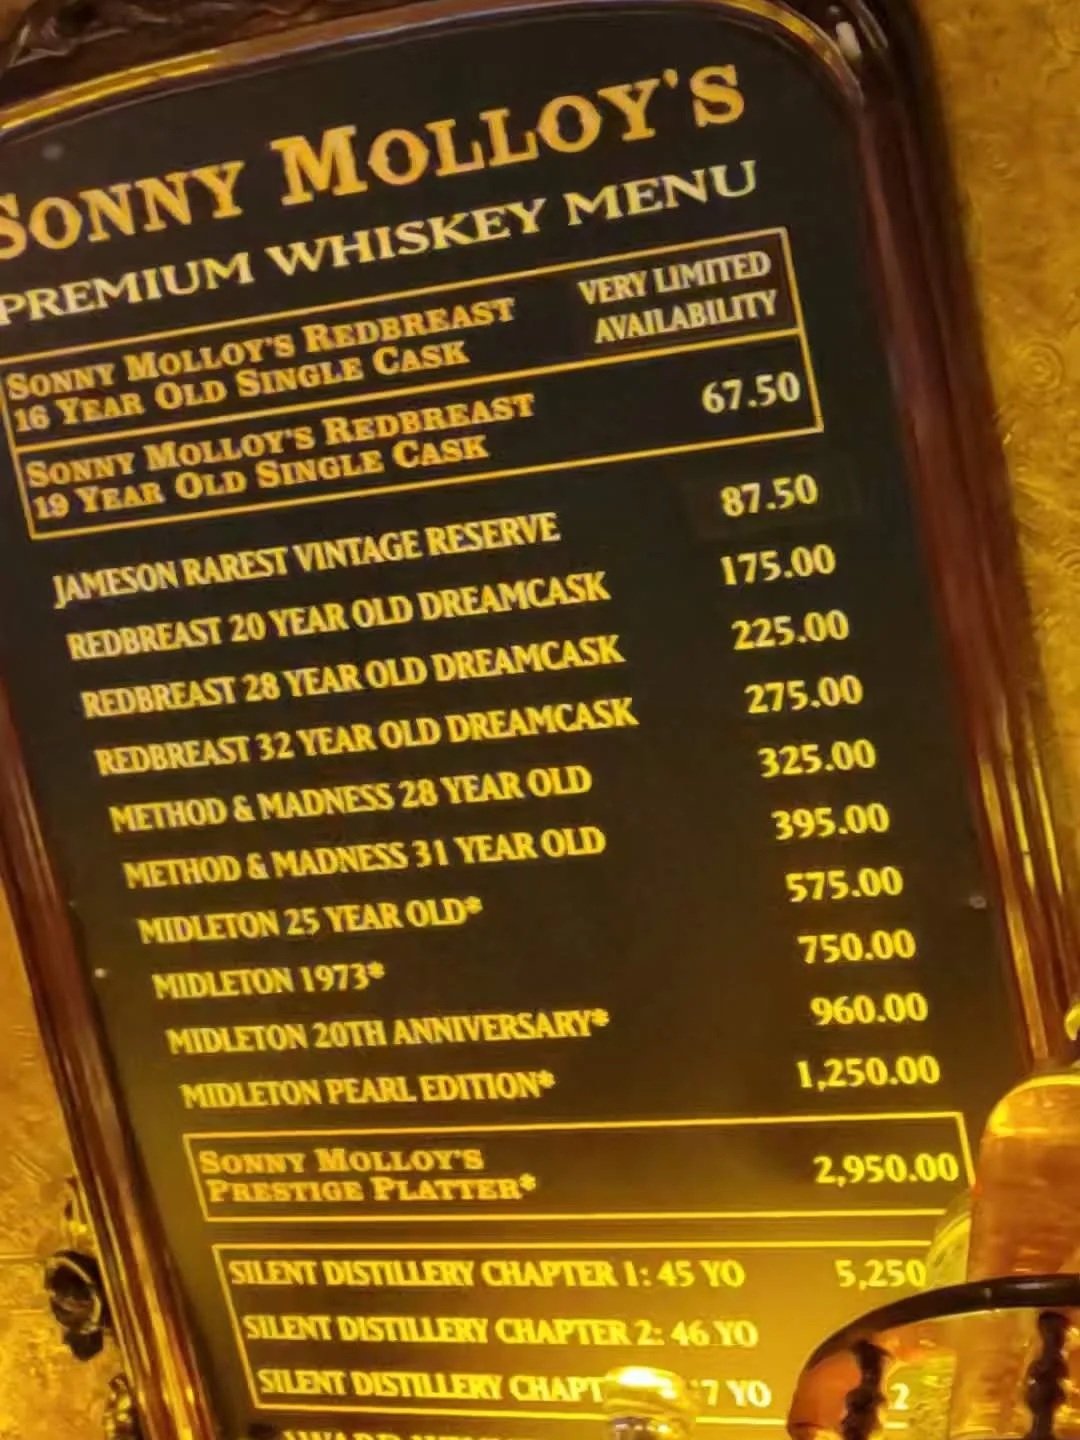 SONNY MOLLOY'S
PREMIUM WHISKEY MENU
SONNY MOLLOY'S REDBREAST
16 YEAR OLD SINGLE CASK
VERY LIMITED
AVAILABILITY
SONNY MOLLOY'S REDBREAST
19 YEAR OLD SINGLE CASK
67.50
JAMESON RAREST VINTAGE RESERVE 87.50
REDBREAST 20 YEAR OLD DREAMCASK 175.00
REDBREAST 28 YEAR OLD DREAMCASK 225.00
REDBREAST 32 YEAR OLD DREAMCASK 275.00
METHOD & MADNESS 28 YEAR OLD 325.00
METHOD & MADNESS 31 YEAR OLD 395.00
MIDLETON 25 YEAR OLD* 575.00
MIDLETON 1973* 750.00
MIDLETON 20TH ANNIVERSARY* 960.00
MIDLETON PEARL EDITION* 1,250.00
SONNY MOLLOY'S
PRESTIGE PLATTER*
2,950.00
SILENT DISTILLERY CHAPTER 1: 45 YO 5,250
SILENT DISTILLERY CHAPTER 2: 46 YO
SILENT DISTILLERY YO